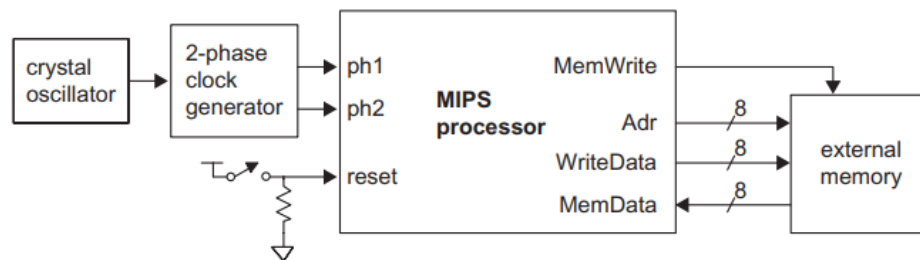 crystal
oscillator
2-phase
clock
generator
ph1
ph2
reset
MIPS
processor
MemWrite
Adr
WriteData
MemData
8
8
8
external
memory